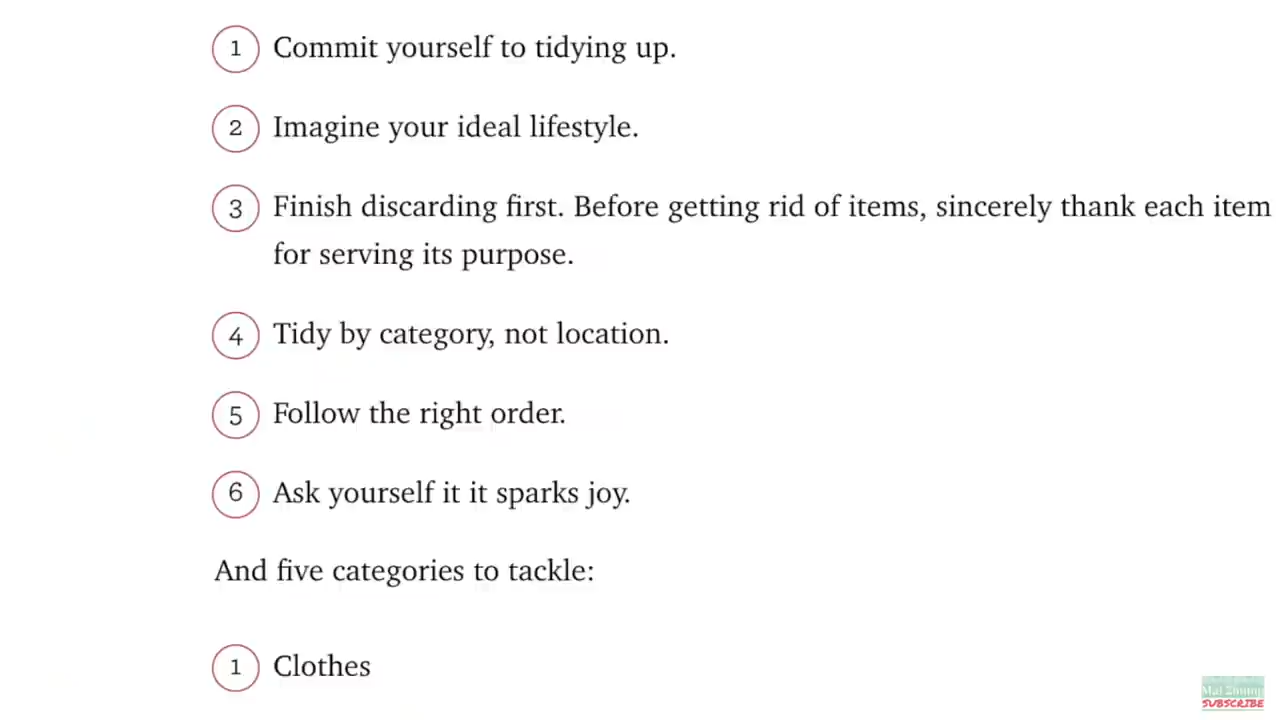 1 Commit yourself to tidying up.
2 Imagine your ideal lifestyle.
3 Finish discarding first. Before getting rid of items, sincerely thank each item
for serving its purpose.
4 Tidy by category, not location.
5 Follow the right order.
6 Ask yourself it it sparks joy.
And five categories to tackle:
1 Clothes
SUBSCRIBE